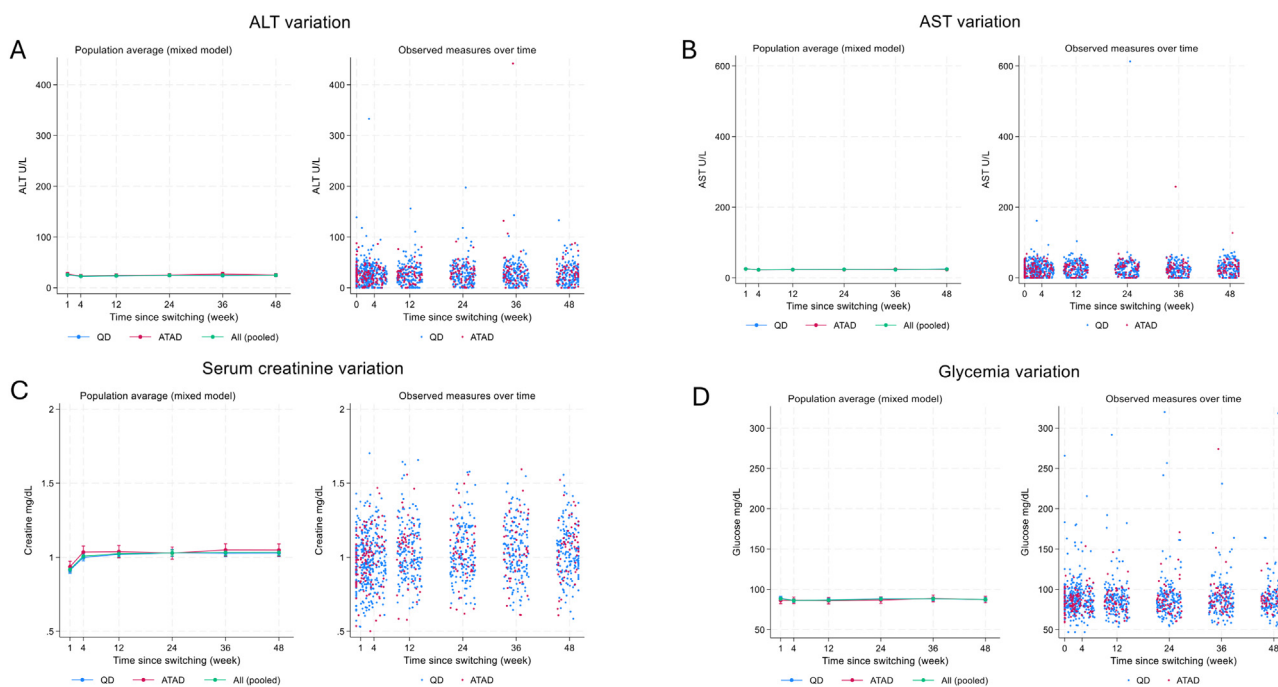 ALT variation
A
Population average (mixed model)
Observed measures over time
ALT U/L
400
300
200
100
0
1 4 12 24 36 48
Time since switching (week)
QD ATAD All (pooled)
ALT U/L
400
300
200
100
0
0 4 12 24 36 48
Time since switching (week)
QD ATAD
AST variation
B
Population average (mixed model)
Observed measures over time
AST U/L
600
400
200
0
1 4 12 24 36 48
Time since switching (week)
QD ATAD All (pooled)
AST U/L
600
400
200
0
0 4 12 24 36 48
Time since switching (week)
QD ATAD
Serum creatinine variation
C
Population avarage (mixed model)
Observed measures over time
Creatine mg/dL
2
1.5
1
.5
1 4 12 24 36 48
Time since switching (week)
QD ATAD All (pooled)
Creatine mg/dL
2
1.5
1
.5
1 4 12 24 36 48
Time since switching (week)
QD ATAD
Glycemia variation
D
Population average (mixed model)
Observed measures over time
Glucose mg/dL
300
250
200
150
100
50
1 4 12 24 36 48
Time since switching (week)
QD ATAD All (pooled)
Glucose mg/dL
300
250
200
150
100
50
0 4 12 24 36 48
Time since switching (week)
QD ATAD